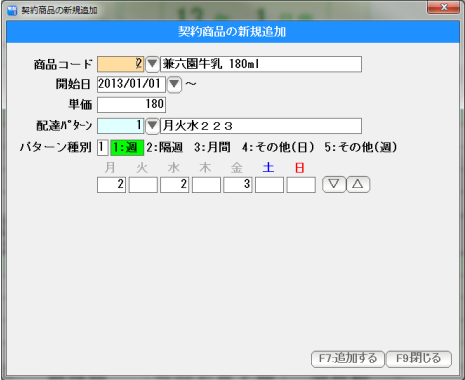 契約商品の新規追加
契約商品の新規追加
商品コード 2 兼六園牛乳 180ml
開始日 2013/01/01 ～
単価 180
配達ﾊﾟﾀｰﾝ 1 月火水２２３
パターン種別 1 1:週 2:隔週 3:月間 4:その他(日) 5:その他(週)
月 火 水 木 金 土 日
2 2 3 ▽ △
F7:追加する F9:閉じる